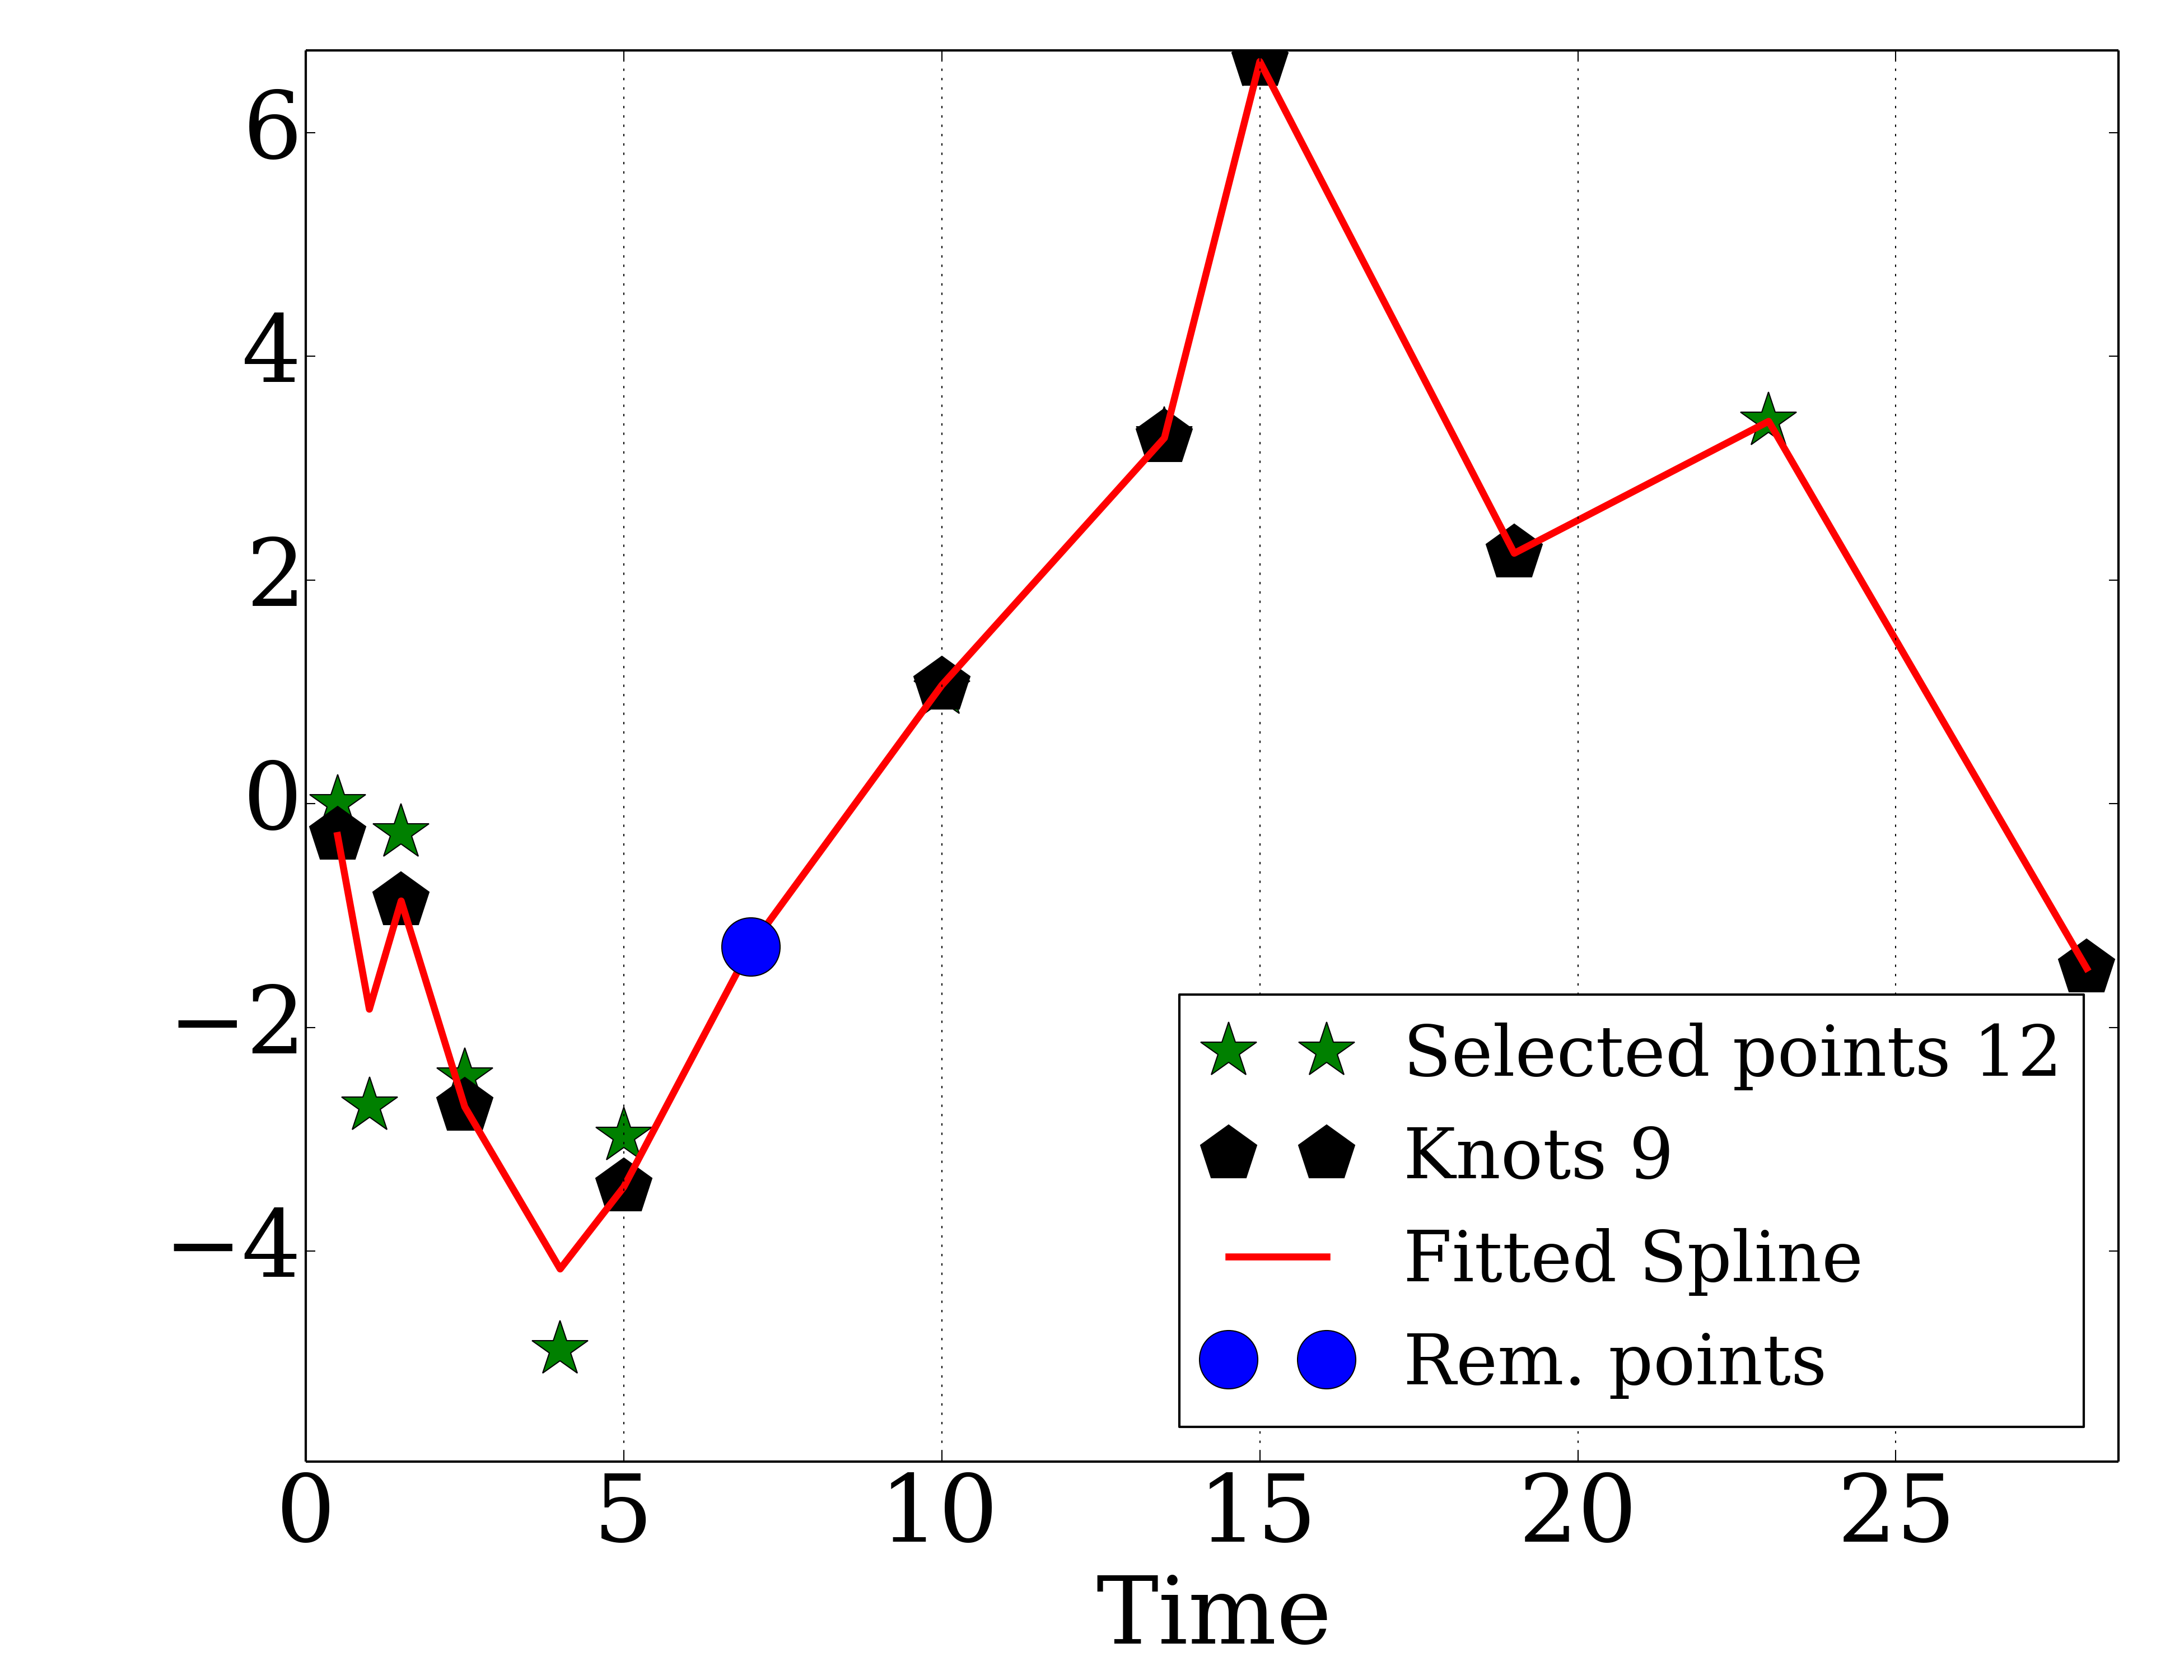 6
4
2
0
−2
−4
Selected points 12
Knots 9
Fitted Spline
Rem. points
0 5 10 15 20 25
Time